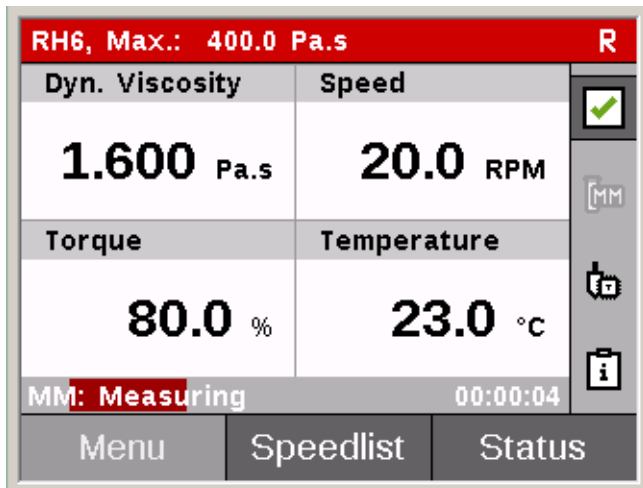 RH6, Max.: 400.0 Pa.s R
Dyn. Viscosity Speed
1.600 Pa.s 20.0 RPM
[MM
Torque Temperature
T
80.0 % 23.0 °C
i
MM: Measuring 00:00:04
Menu Speedlist Status